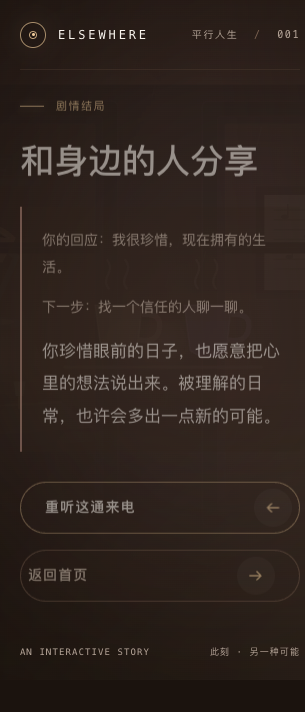 ELSEWHERE
平行人生 / 001
剧情结局
和身边的人分享
你的回应：我很珍惜，现在拥有的生
活。
下一步：找一个信任的人聊一聊。
你珍惜眼前的日子，也愿意把心
里的想法说出来。被理解的日
常，也许会多出一点新的可能。
重听这通来电 ←
返回首页 →
AN INTERACTIVE STORY
此刻 · 另一种可能